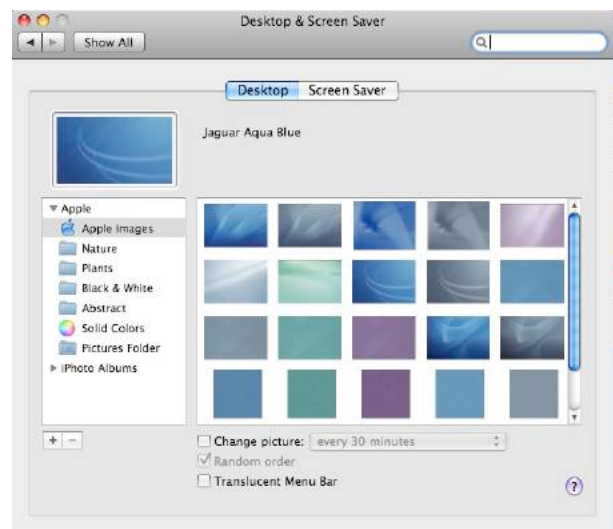 Desktop & Screen Saver
Show All
Desktop Screen Saver
Jaguar Aqua Blue
Apple
Apple Images
Nature
Plants
Black & White
Abstract
Solid Colors
Pictures Folder
iPhoto Albums
+ −
Change picture: every 30 minutes
Random order
Translucent Menu Bar
?